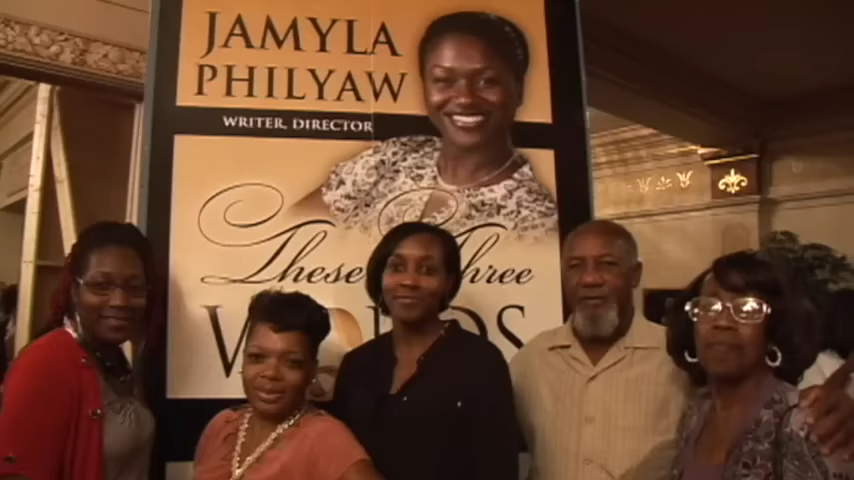 JAMYLA
PHILYAW
WRITER, DIRECTOR
These Three